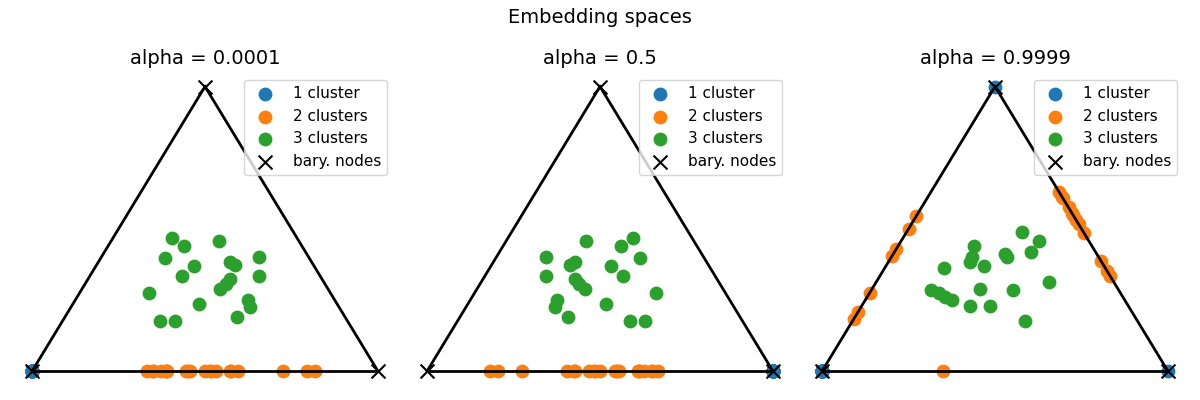 Embedding spaces
alpha = 0.0001
1 cluster
2 clusters
3 clusters
bary. nodes
alpha = 0.5
1 cluster
2 clusters
3 clusters
bary. nodes
alpha = 0.9999
1 cluster
2 clusters
3 clusters
bary. nodes